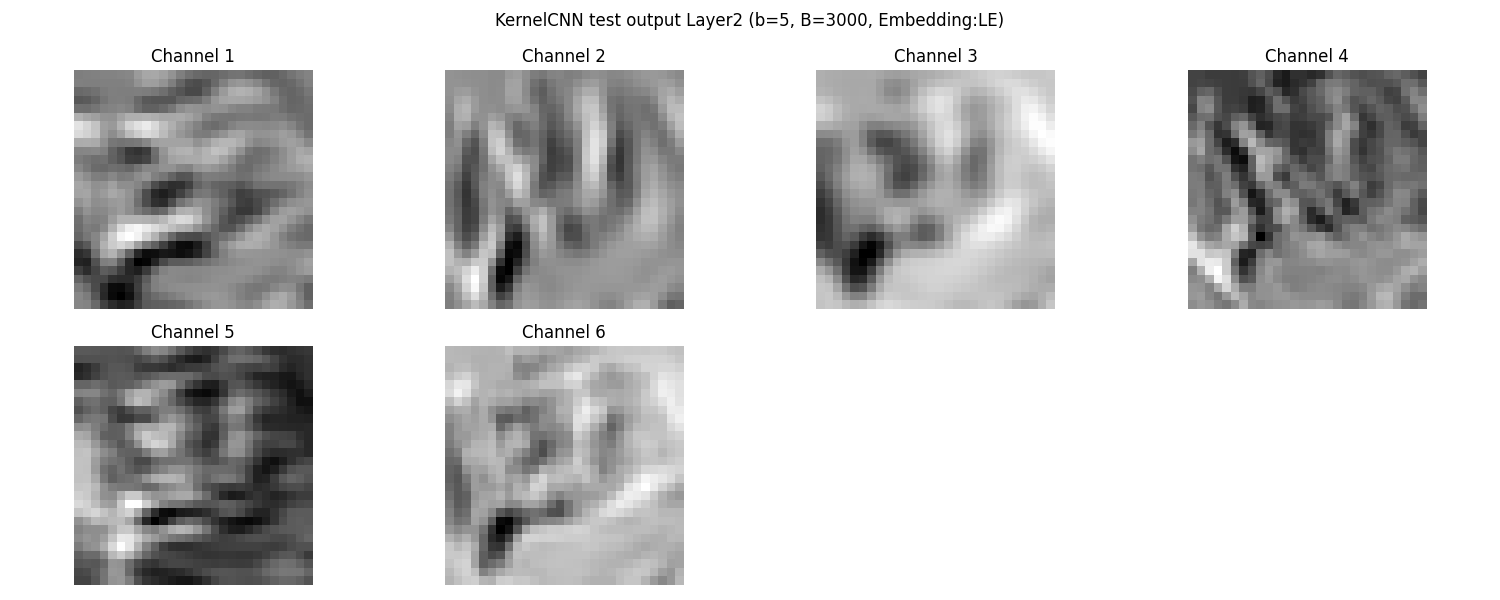 KernelCNN test output Layer2 (b=5, B=3000, Embedding:LE)
Channel 1
Channel 2
Channel 3
Channel 4
Channel 5
Channel 6